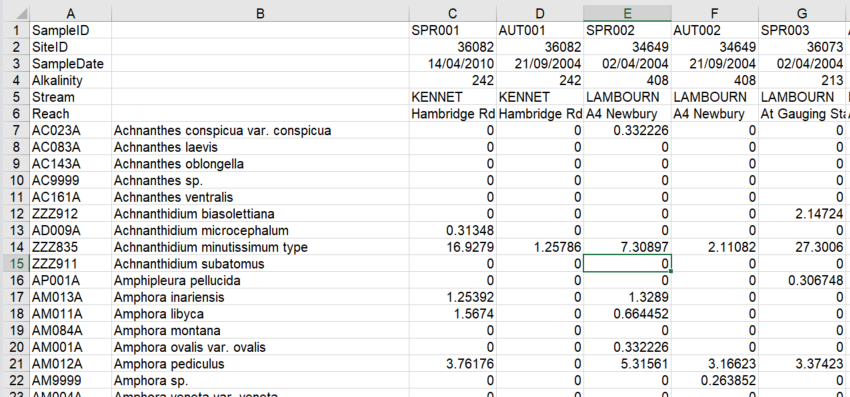 A B C D E F G
1 SampleID SPR001 AUT001 SPR002 AUT002 SPR003
2 SiteID 36082 36082 34649 34649 36073
3 SampleDate 14/04/2010 21/09/2004 02/04/2004 21/09/2004 02/04/2004
4 Alkalinity 242 242 408 408 213
5 Stream KENNET KENNET LAMBOURN LAMBOURN LAMBOURN
6 Reach Hambridge Rd Hambridge Rd A4 Newbury A4 Newbury At Gauging Sta
7 AC023A Achnanthes conspicua var. conspicua 0 0 0.332226 0 0
8 AC083A Achnanthes laevis 0 0 0 0 0
9 AC143A Achnanthes oblongella 0 0 0 0 0
10 AC9999 Achnanthes sp. 0 0 0 0 0
11 AC161A Achnanthes ventralis 0 0 0 0 0
12 ZZZ912 Achnanthidium biasolettiana 0 0 0 0 2.14724
13 AD009A Achnanthidium microcephalum 0.31348 0 0 0 0
14 ZZZ835 Achnanthidium minutissimum type 16.9279 1.25786 7.30897 2.11082 27.3006
15 ZZZ911 Achnanthidium subatomus 0 0 0 0 0
16 AP001A Amphipleura pellucida 0 0 0 0 0.306748
17 AM013A Amphora inariensis 1.25392 0 1.3289 0 0
18 AM011A Amphora libyca 1.5674 0 0.664452 0 0
19 AM084A Amphora montana 0 0 0 0 0
20 AM001A Amphora ovalis var. ovalis 0 0 0.332226 0 0
21 AM012A Amphora pediculus 3.76176 0 5.31561 3.16623 3.37423
22 AM9999 Amphora sp. 0 0 0 0.263852 0
23 AM004A Amphora veneta var. veneta 0 0 0 0 0